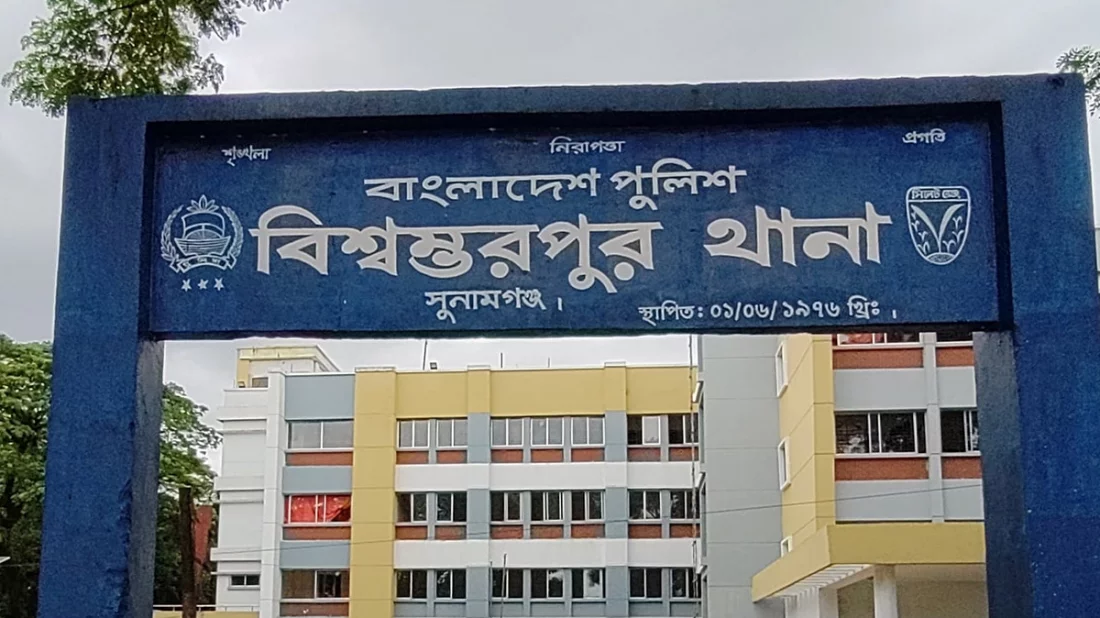 শৃঙ্খলা নিরাপত্তা প্রগতি
বাংলাদেশ পুলিশ
বিশ্বম্ভরপুর থানা
সিলেট রেঞ্জ
সুনামগঞ্জ।
স্থাপিত: ০১/০৬/১৯৭৬ খ্রিঃ।